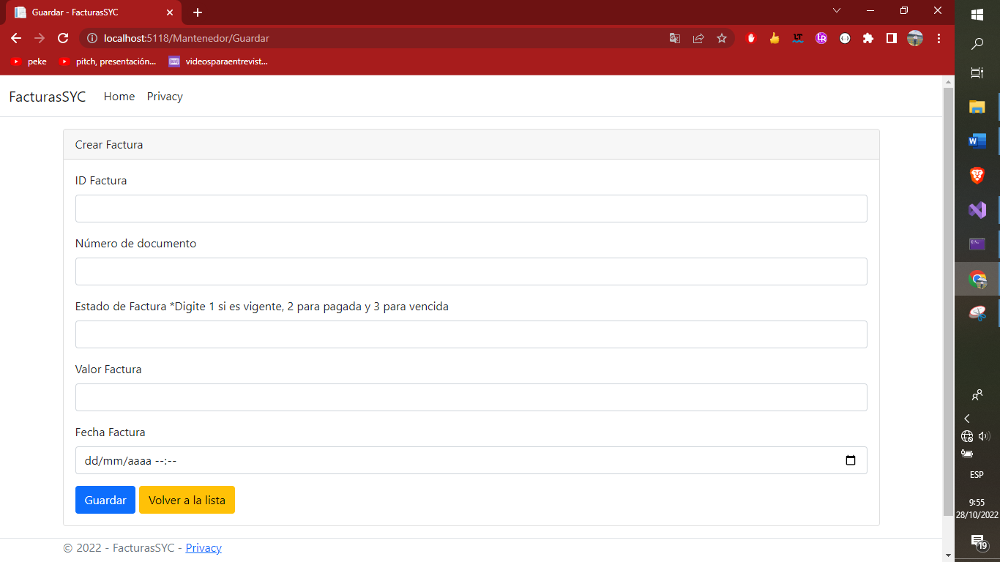 Guardar - FacturasSYC
localhost:5118/Mantenedor/Guardar
peke
pitch, presentación...
videosparaentrevist...
FacturasSYC
Home
Privacy
Crear Factura
ID Factura
Número de documento
Estado de Factura *Digite 1 si es vigente, 2 para pagada y 3 para vencida
Valor Factura
Fecha Factura
dd/mm/aaaa --:--
Guardar
Volver a la lista
© 2022 - FacturasSYC - Privacy
LT
LR
W
ESP
9:55
28/10/2022
19